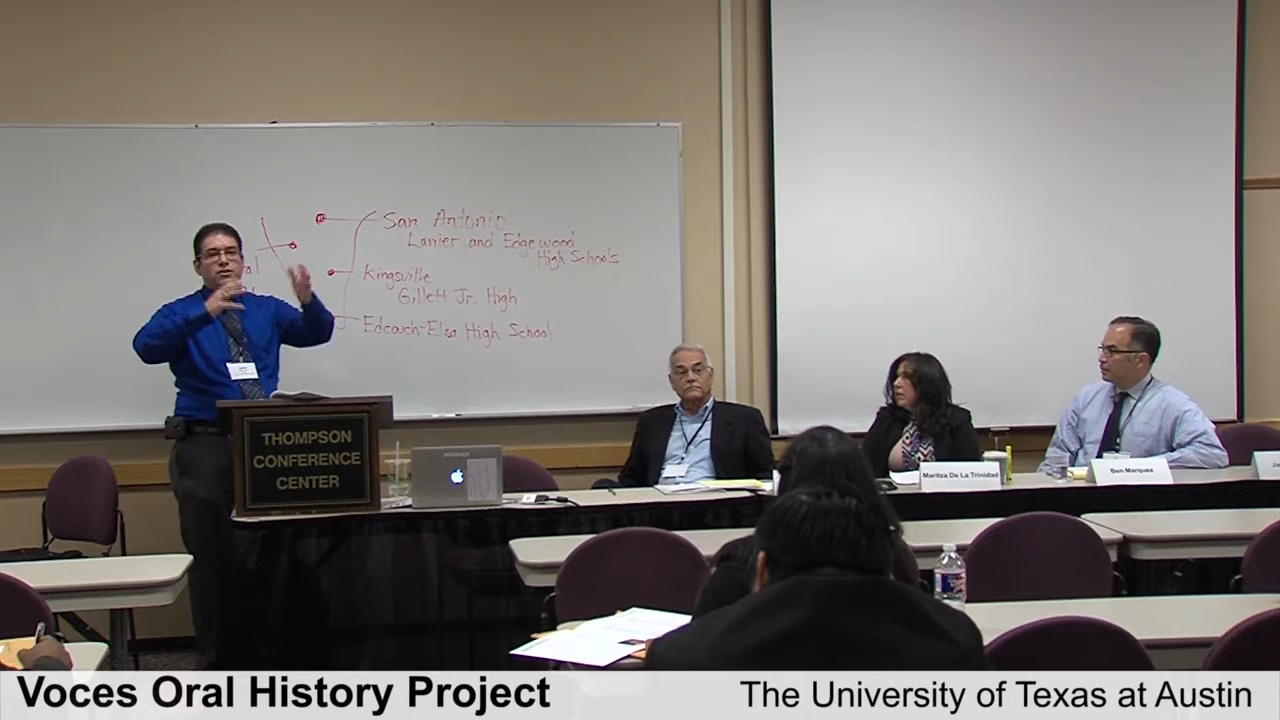 San Antonio
Lanier and Edgewood
High Schools
Kingsville
Gillett Jr. High
Edcouch-Elsa High School
THOMPSON
CONFERENCE
CENTER
Maritza De La Trinidad
Ben Marquez
Voces Oral History Project
The University of Texas at Austin